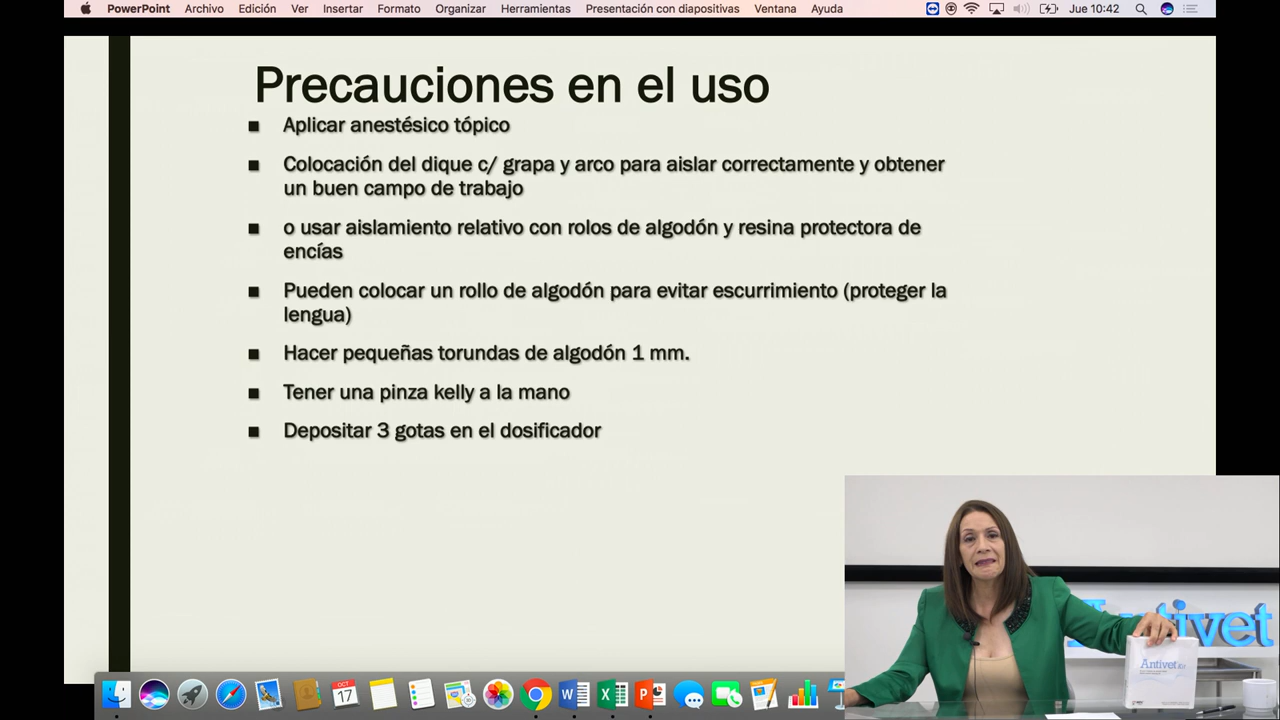 PowerPoint Archivo Edición Ver Insertar Formato Organizar Herramientas Presentación con diapositivas Ventana Ayuda Jue 10:42
Precauciones en el uso
Aplicar anestésico tópico
Colocación del dique c/ grapa y arco para aislar correctamente y obtener
un buen campo de trabajo
o usar aislamiento relativo con rolos de algodón y resina protectora de
encías
Pueden colocar un rollo de algodón para evitar escurrimiento (proteger la
lengua)
Hacer pequeñas torundas de algodón 1 mm.
Tener una pinza kelly a la mano
Depositar 3 gotas en el dosificador
Antivet
Antivet Kit
OCT
17